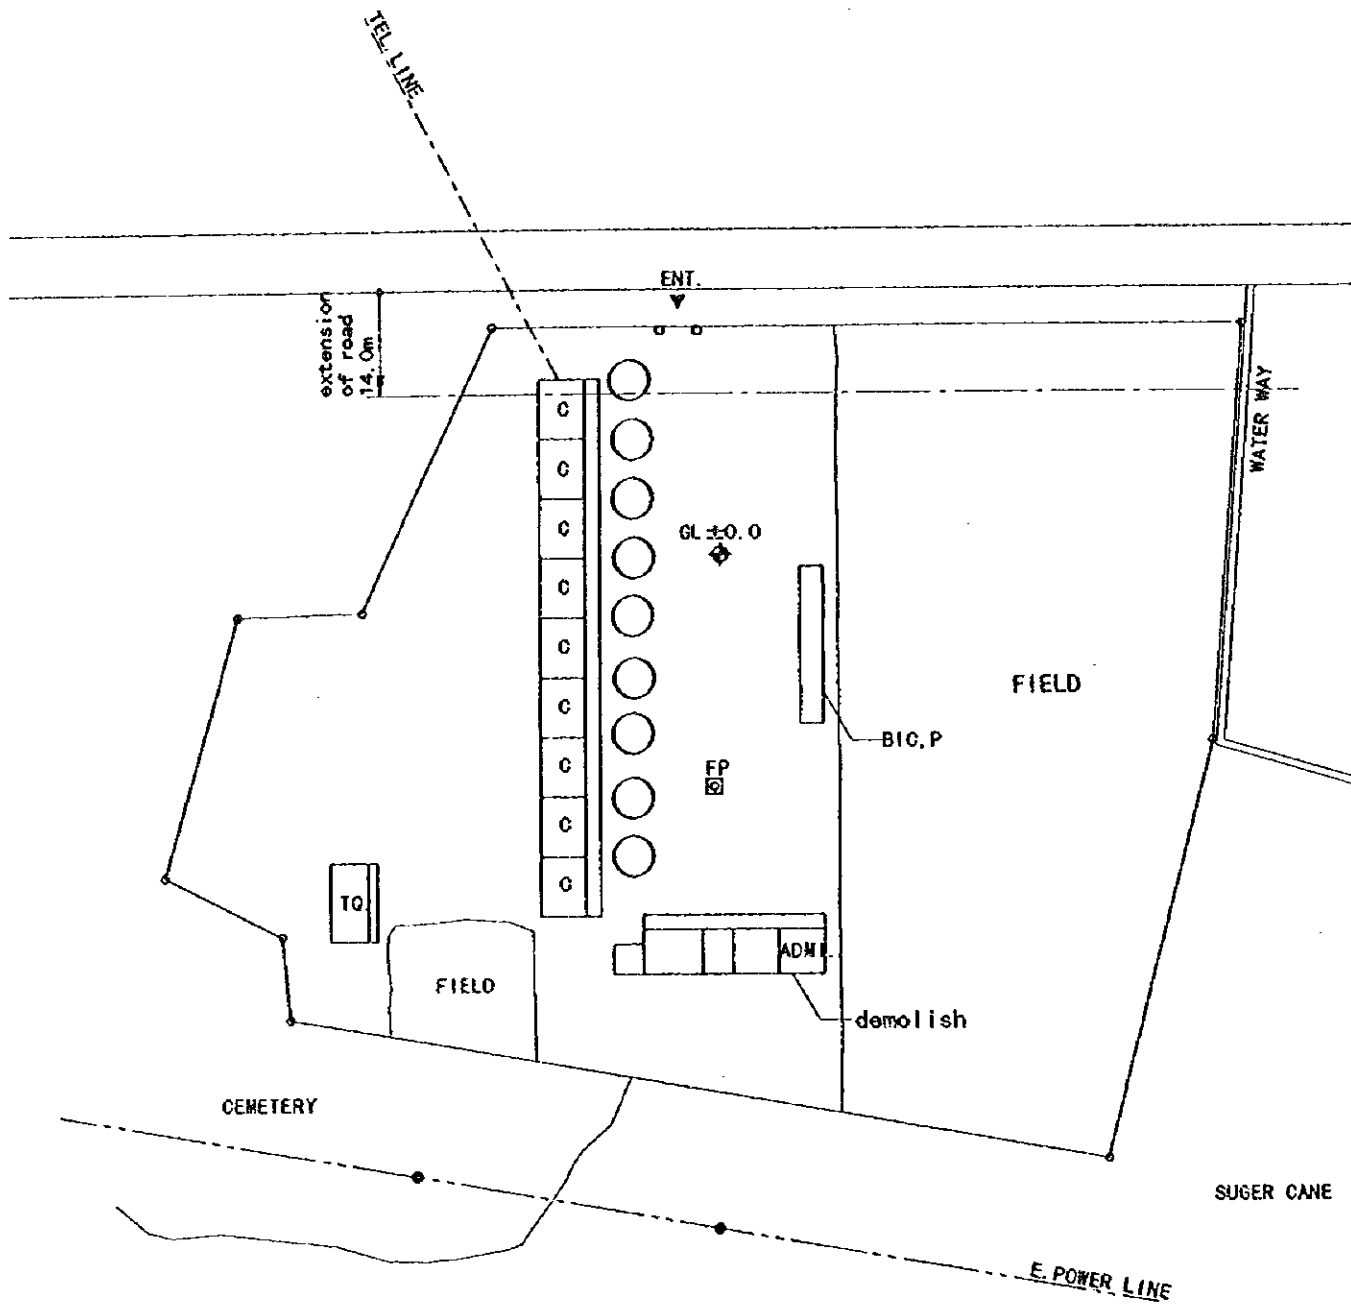 TEL. LINE
ENT.
extension
of road
14.0m
WATER WAY
C
C
GL±0.0
C
C
C
FIELD
C
BIC.P
C
FP
C
C
TQ
ADMI.
FIELD
demolish
CEMETERY
SUGER CANE
E.POWER LINE